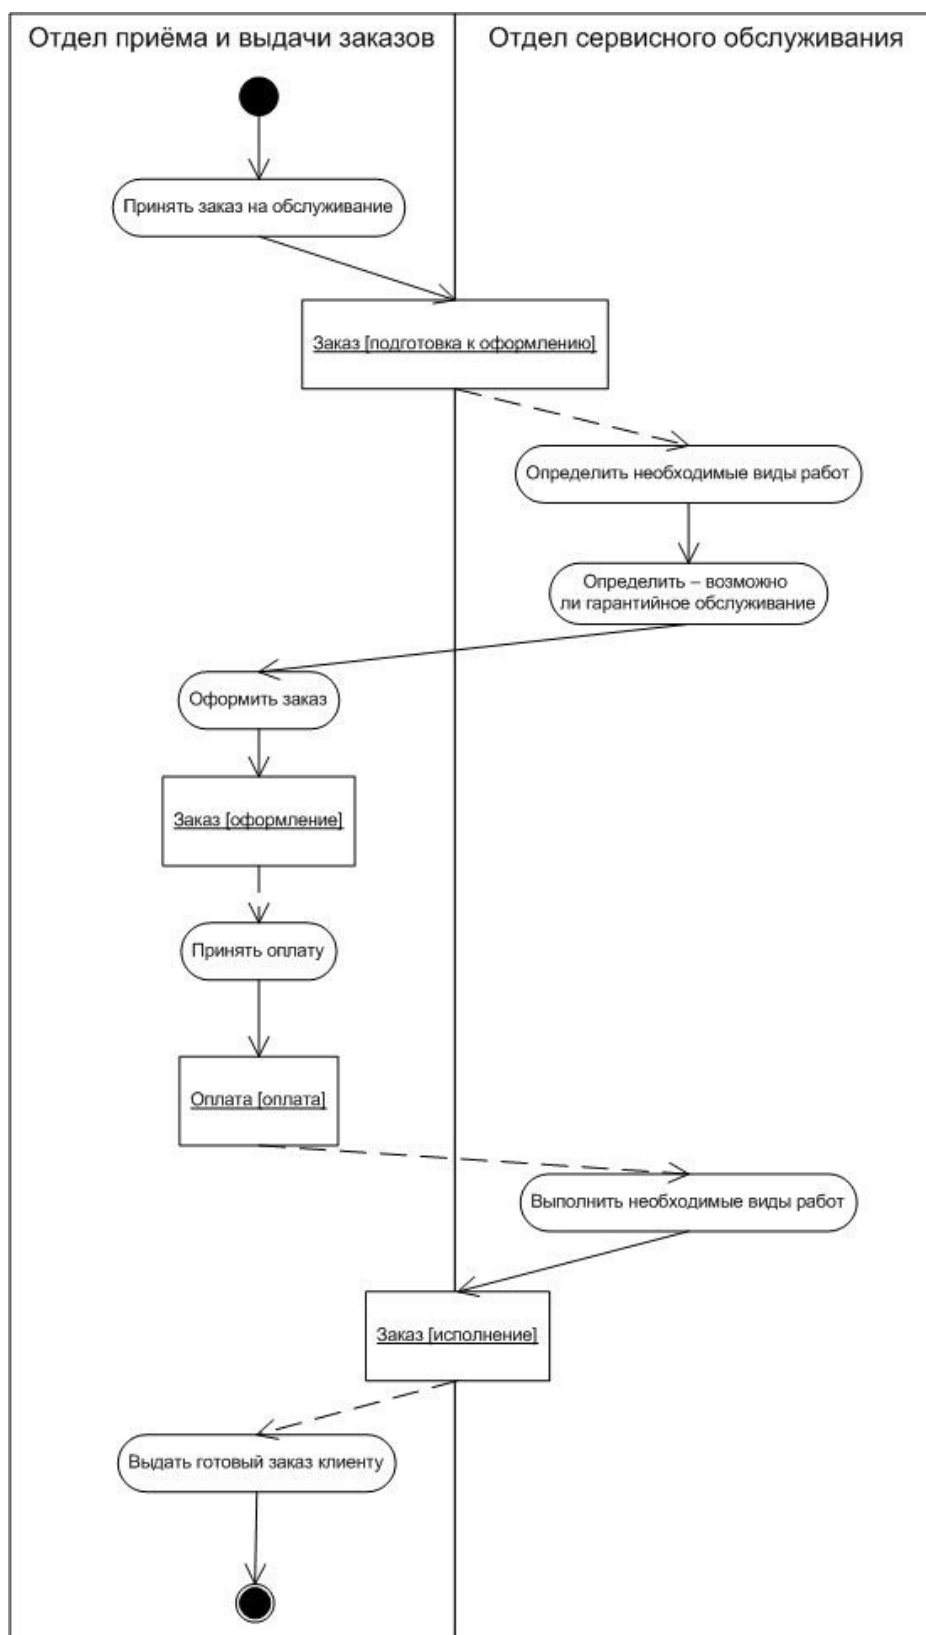 Отдел приёма и выдачи заказов
Отдел сервисного обслуживания
Принять заказ на обслуживание
Заказ [подготовка к оформлению]
Определить необходимые виды работ
Определить – возможно
ли гарантийное обслуживание
Оформить заказ
Заказ [оформление]
Принять оплату
Оплата [оплата]
Выполнить необходимые виды работ
Заказ [исполнение]
Выдать готовый заказ клиенту